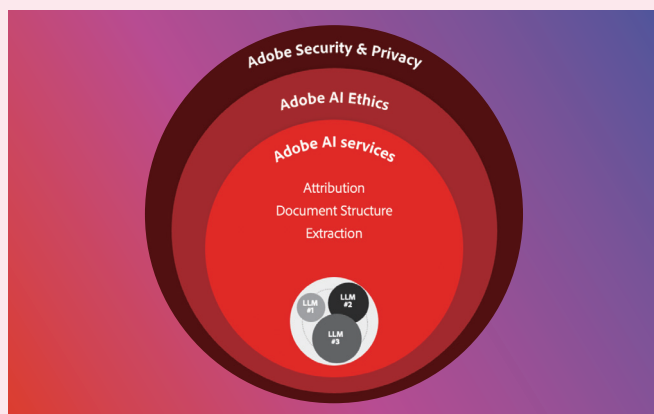 Adobe Security & Privacy
Adobe AI Ethics
Adobe AI services
Attribution
Document Structure
Extraction
LLM
#1
LLM
#2
LLM
#3